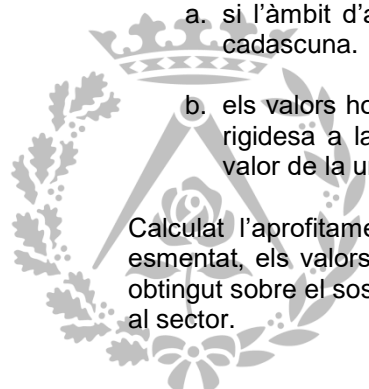 a. si l’àmbit d’a
cadascuna.
b. els valors ho
rigidesa a la
valor de la u
Calculat l’aprofitame
esmentat, els valors
obtingut sobre el sos
al sector.